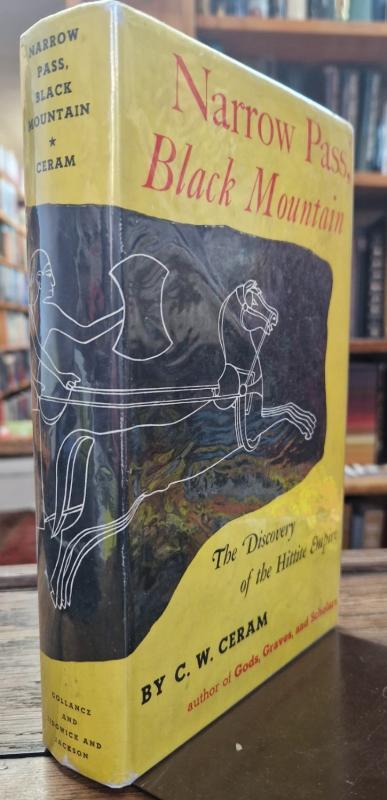 NARROW
PASS,
BLACK
MOUNTAIN
★
CERAM
GOLLANCZ
AND
SIDGWICK AND
JACKSON
Narrow Pass,
Black Mountain
The Discovery
of the Hittite Empire
BY C. W. CERAM
author of Gods, Graves, and Scholars